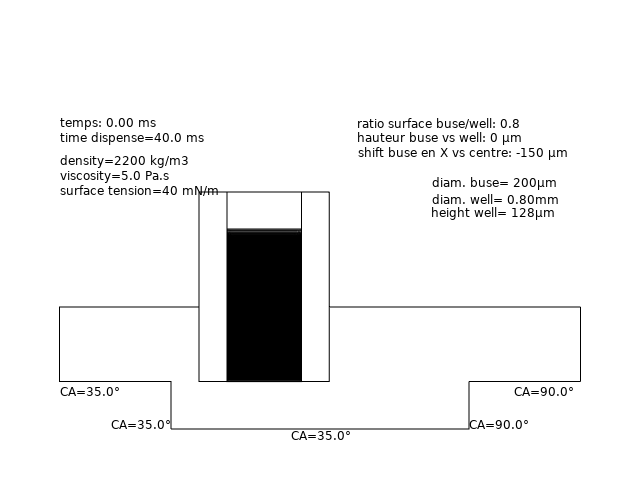 temps: 0.00 ms
time dispense=40.0 ms
density=2200 kg/m3
viscosity=5.0 Pa.s
surface tension=40 mN/m
ratio surface buse/well: 0.8
hauteur buse vs well: 0 µm
shift buse en X vs centre: -150 µm
diam. buse= 200µm
diam. well= 0.80mm
height well= 128µm
CA=35.0° CA=90.0°
CA=35.0° CA=90.0°
CA=35.0°